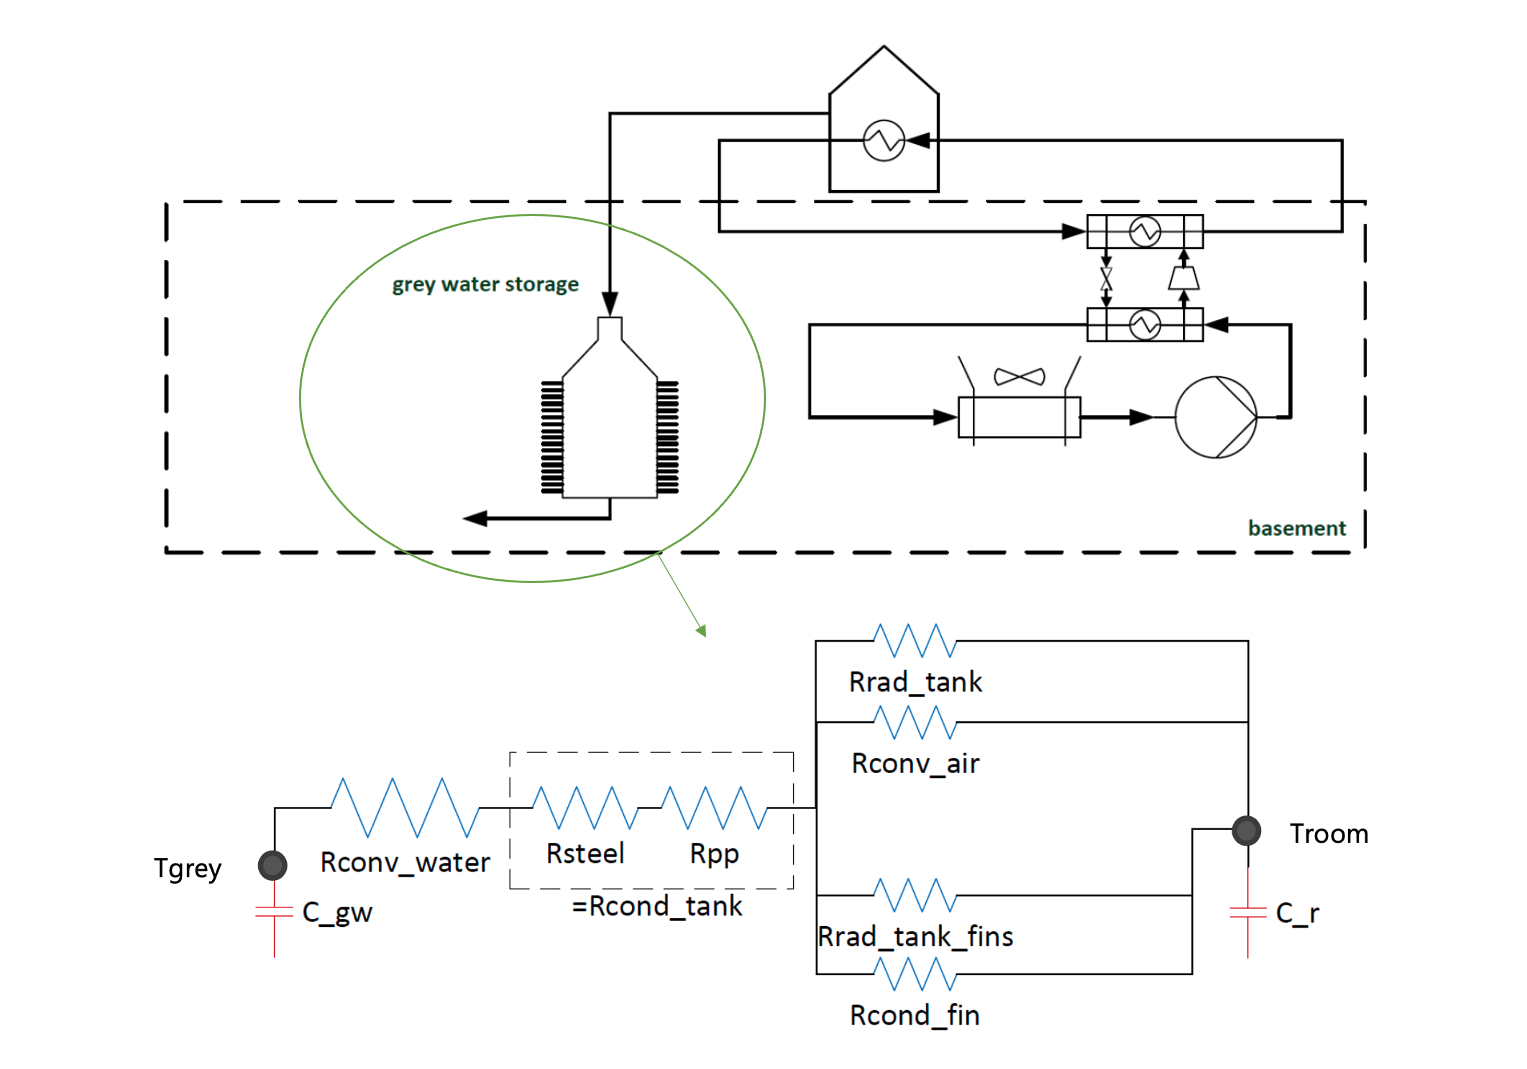 grey water storage
basement
Rrad_tank
Rconv_air
Troom
Rsteel
Rpp
Rconv_water
Tgrey
=Rcond_tank
C_gw
C_r
Rrad_tank_fins
Rcond_fin